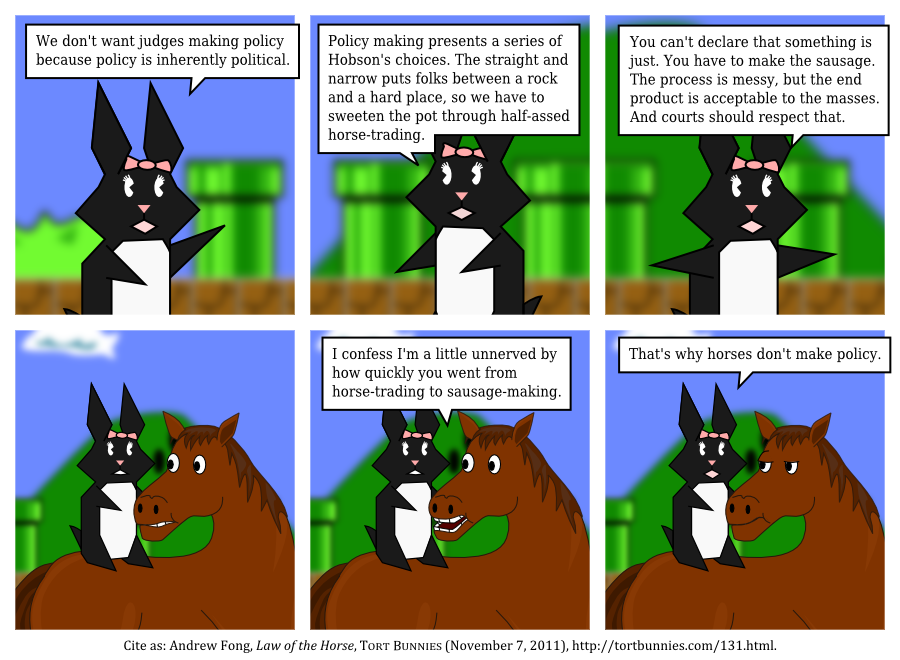 We don't want judges making policy
because policy is inherently political.
Policy making presents a series of
Hobson's choices. The straight and
narrow puts folks between a rock
and a hard place, so we have to
sweeten the pot through half-assed
horse-trading.
You can't declare that something is
just. You have to make the sausage.
The process is messy, but the end
product is acceptable to the masses.
And courts should respect that.
I confess I'm a little unnerved by
how quickly you went from
horse-trading to sausage-making.
That's why horses don't make policy.
Cite as: Andrew Fong, Law of the Horse, TORT BUNNIES (November 7, 2011), http://tortbunnies.com/131.html.